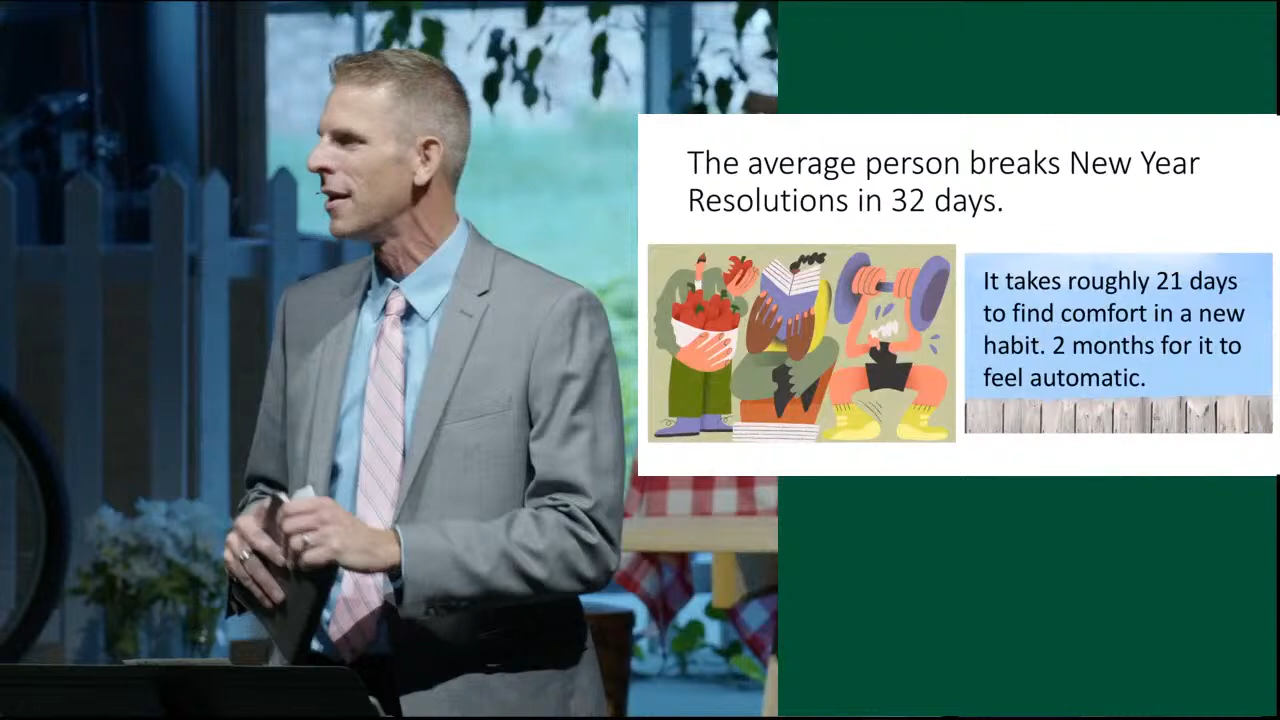 The average person breaks New Year
Resolutions in 32 days.
It takes roughly 21 days
to find comfort in a new
habit. 2 months for it to
feel automatic.